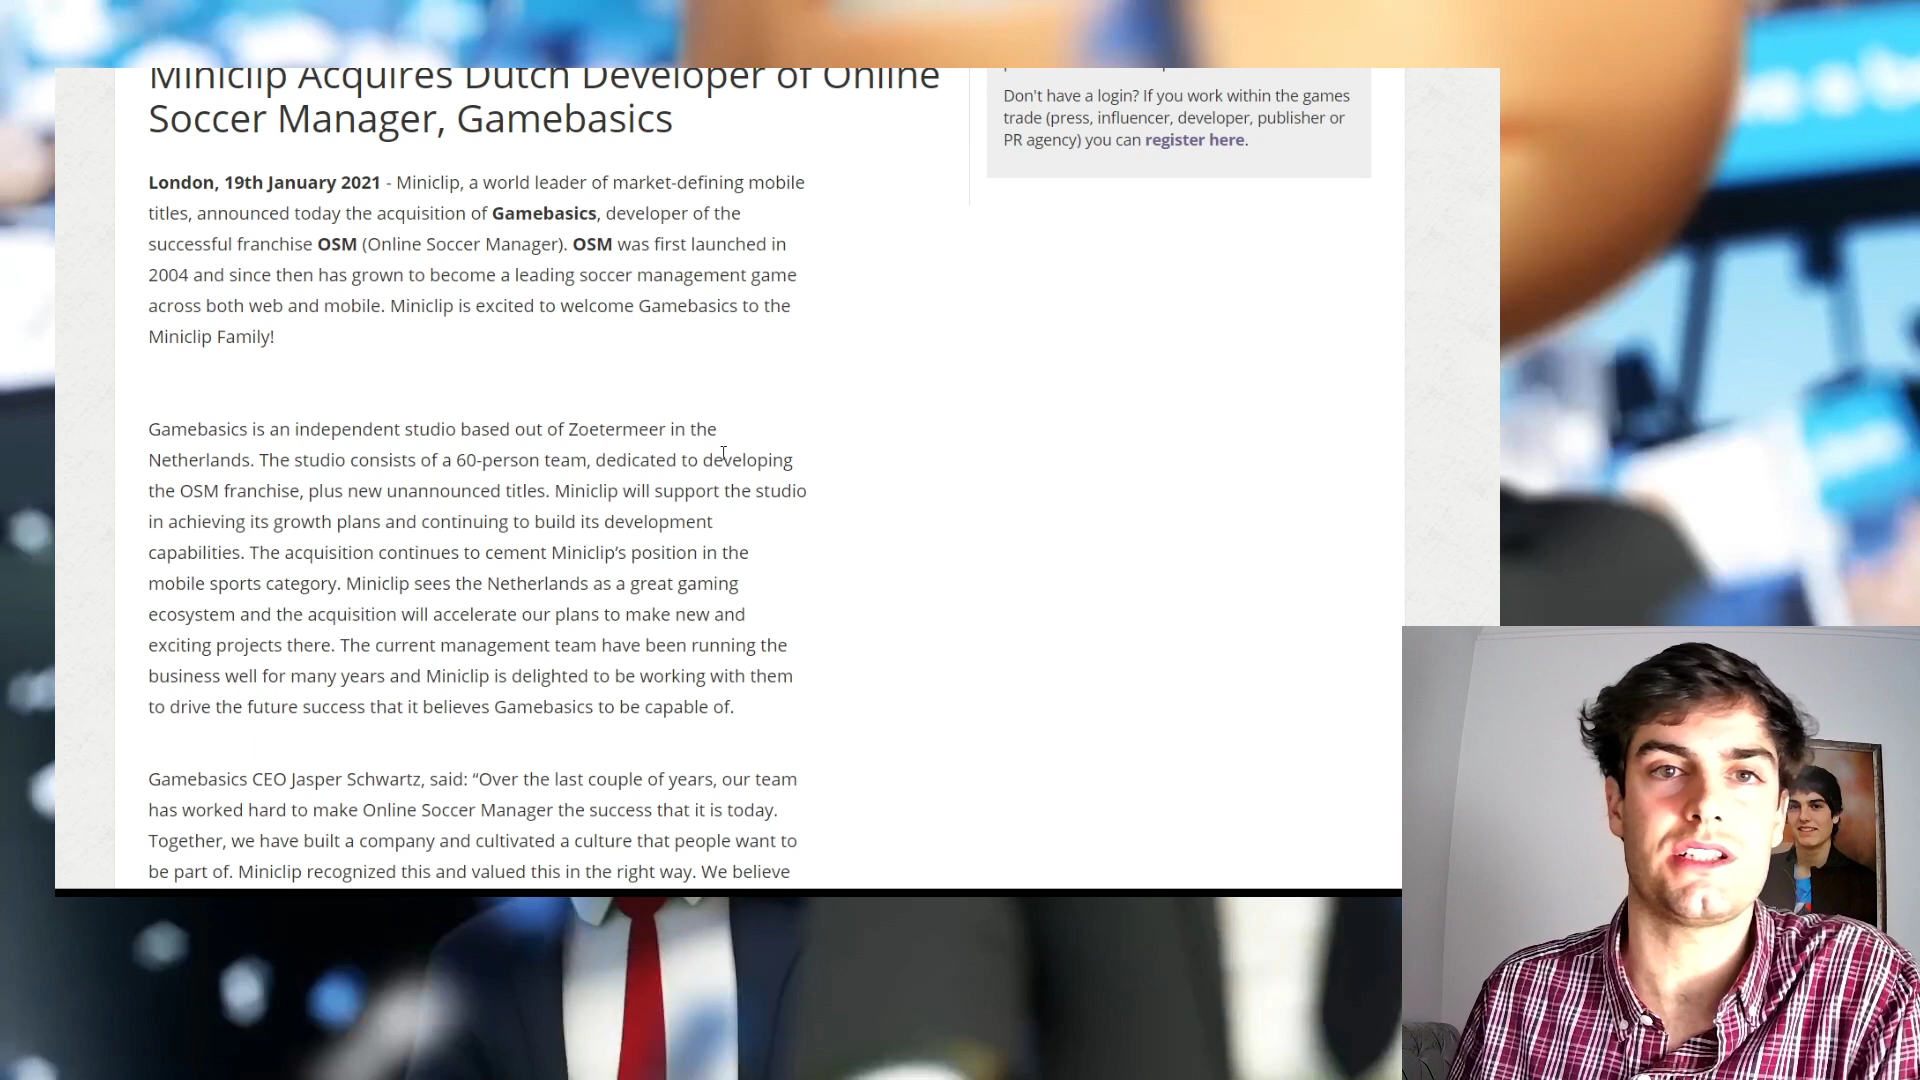 Miniclip Acquires Dutch Developer of Online
Soccer Manager, Gamebasics
London, 19th January 2021 - Miniclip, a world leader of market-defining mobile
titles, announced today the acquisition of Gamebasics, developer of the
successful franchise OSM (Online Soccer Manager). OSM was first launched in
2004 and since then has grown to become a leading soccer management game
across both web and mobile. Miniclip is excited to welcome Gamebasics to the
Miniclip Family!
Gamebasics is an independent studio based out of Zoetermeer in the
Netherlands. The studio consists of a 60-person team, dedicated to developing
the OSM franchise, plus new unannounced titles. Miniclip will support the studio
in achieving its growth plans and continuing to build its development
capabilities. The acquisition continues to cement Miniclip’s position in the
mobile sports category. Miniclip sees the Netherlands as a great gaming
ecosystem and the acquisition will accelerate our plans to make new and
exciting projects there. The current management team have been running the
business well for many years and Miniclip is delighted to be working with them
to drive the future success that it believes Gamebasics to be capable of.
Gamebasics CEO Jasper Schwartz, said: “Over the last couple of years, our team
has worked hard to make Online Soccer Manager the success that it is today.
Together, we have built a company and cultivated a culture that people want to
be part of. Miniclip recognized this and valued this in the right way. We believe
Don't have a login? If you work within the games
trade (press, influencer, developer, publisher or
PR agency) you can register here.